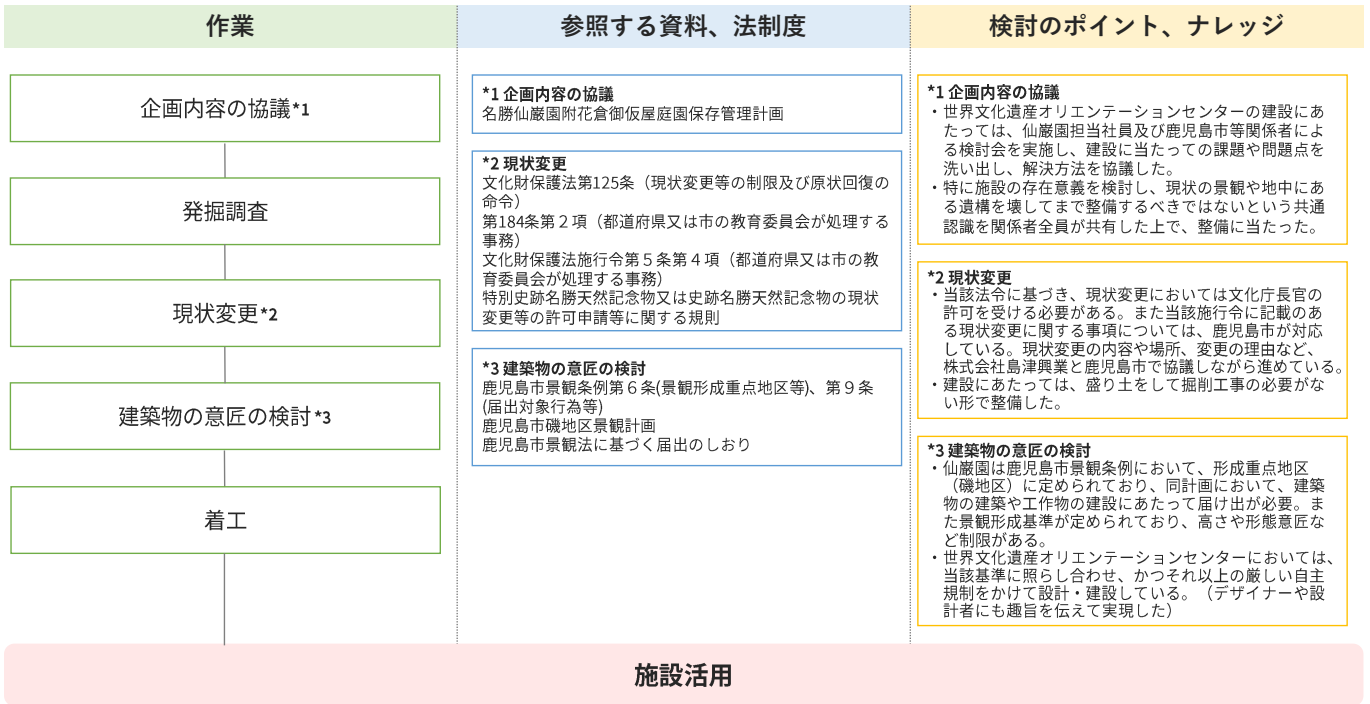 作業
企画内容の協議*1
発掘調査
現状変更*2
建築物の意匠の検討*3
着工
参照する資料、法制度
*1 企画内容の協議
名勝仙巌園附花倉御仮屋庭園保存管理計画
*2 現状変更
文化財保護法第125条（現状変更等の制限及び原状回復の
命令）
第184条第２項（都道府県又は市の教育委員会が処理する
事務）
文化財保護法施行令第５条第４項（都道府県又は市の教
育委員会が処理する事務）
特別史跡名勝天然記念物又は史跡名勝天然記念物の現状
変更等の許可申請等に関する規則
*3 建築物の意匠の検討
鹿児島市景観条例第６条(景観形成重点地区等)、第９条
(届出対象行為等)
鹿児島市磯地区景観計画
鹿児島市景観法に基づく届出のしおり
検討のポイント、ナレッジ
*1 企画内容の協議
・世界文化遺産オリエンテーションセンターの建設にあ
たっては、仙巌園担当社員及び鹿児島市等関係者によ
る検討会を実施し、建設に当たっての課題や問題点を
洗い出し、解決方法を協議した。
・特に施設の存在意義を検討し、現状の景観や地中にあ
る遺構を壊してまで整備するべきではないという共通
認識を関係者全員が共有した上で、整備に当たった。
*2 現状変更
・当該法令に基づき、現状変更においては文化庁長官の
許可を受ける必要がある。また当該施行令に記載のあ
る現状変更に関する事項については、鹿児島市が対応
している。現状変更の内容や場所、変更の理由など、
株式会社島津興業と鹿児島市で協議しながら進めている。
・建設にあたっては、盛り土をして掘削工事の必要がな
い形で整備した。
*3 建築物の意匠の検討
・仙巌園は鹿児島市景観条例において、形成重点地区
（磯地区）に定められており、同計画において、建築
物の建築や工作物の建設にあたって届け出が必要。ま
た景観形成基準が定められており、高さや形態意匠な
ど制限がある。
・世界文化遺産オリエンテーションセンターにおいては、
当該基準に照らし合わせ、かつそれ以上の厳しい自主
規制をかけて設計・建設している。（デザイナーや設
計者にも趣旨を伝えて実現した）
施設活用